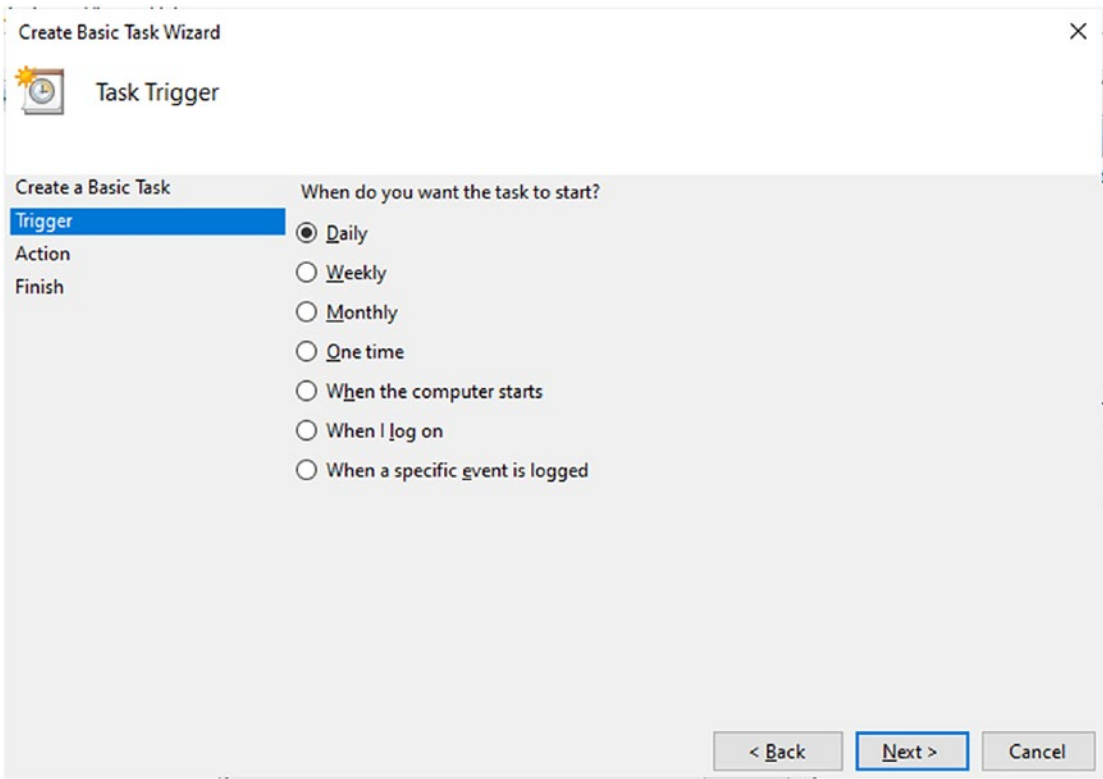 Create Basic Task Wizard
Task Trigger
Create a Basic Task
Trigger
Action
Finish
When do you want the task to start?
Daily
Weekly
Monthly
One time
When the computer starts
When I log on
When a specific event is logged
< Back
Next >
Cancel